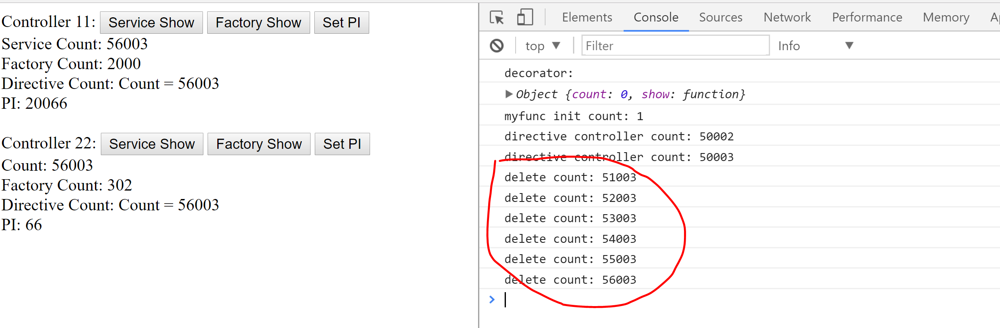 Controller 11: Service Show Factory Show Set PI
Service Count: 56003
Factory Count: 2000
Directive Count: Count = 56003
PI: 20066
Controller 22: Service Show Factory Show Set PI
Count: 56003
Factory Count: 302
Directive Count: Count = 56003
PI: 66
Elements Console Sources Network Performance Memory
top Filter Info
decorator:
Object {count: 0, show: function}
myfunc init count: 1
directive controller count: 50002
directive controller count: 50003
delete count: 51003
delete count: 52003
delete count: 53003
delete count: 54003
delete count: 55003
delete count: 56003